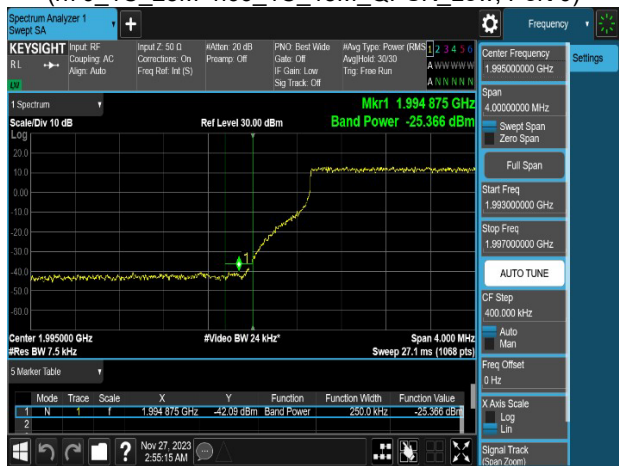 Spectrum Analyzer 1
Swept SA
Frequency
KEYSIGHT
RL
Input: RF
Coupling: AC
Align: Auto
Input Z: 50 Ω
Corrections: On
Freq Ref: Int (S)
#Atten: 20 dB
Preamp: Off
PNO: Best Wide
Gate: Off
IF Gain: Low
Sig Track: Off
#Avg Type: Power (RMS
Avg|Hold: 30/30
Trig: Free Run
1 2 3 4 5 6
A W W W W W
A N N N N N
1 Spectrum
Scale/Div 10 dB
Log
Ref Level 30.00 dBm
Mkr1 1.994 875 GHz
Band Power -25.366 dBm
20.0
10.0
0.00
-10.0
-20.0
-30.0
-40.0
-50.0
-60.0
1
Center 1.995000 GHz
#Res BW 7.5 kHz
#Video BW 24 kHz*
Span 4.000 MHz
Sweep 27.1 ms (1068 pts)
5 Marker Table
Mode Trace Scale X Y Function Function Width Function Value
1 N 1 f 1.994 875 GHz -42.09 dBm Band Power 250.0 kHz -25.366 dBm
2
Nov 27, 2023
2:55:15 AM
Center Frequency
1.995000000 GHz
Span
4.00000000 MHz
Swept Span
Zero Span
Full Span
Start Freq
1.993000000 GHz
Stop Freq
1.997000000 GHz
AUTO TUNE
CF Step
400.000 kHz
Auto
Man
Freq Offset
0 Hz
X Axis Scale
Log
Lin
Signal Track
(Span Zoom)
Settings